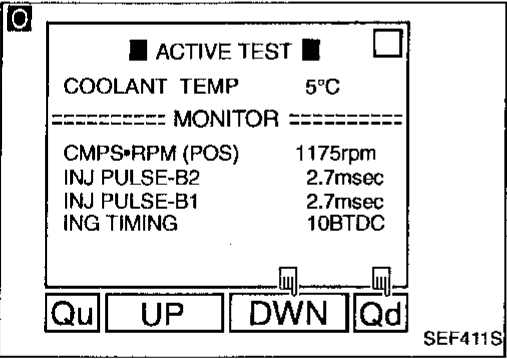 O
■ ACTIVE TEST ■
COOLANT TEMP 5°C
========== MONITOR ==========
CMPS•RPM (POS) 1175rpm
INJ PULSE-B2 2.7msec
INJ PULSE-B1 2.7msec
ING TIMING 10BTDC
Qu UP DWN Qd
SEF411S